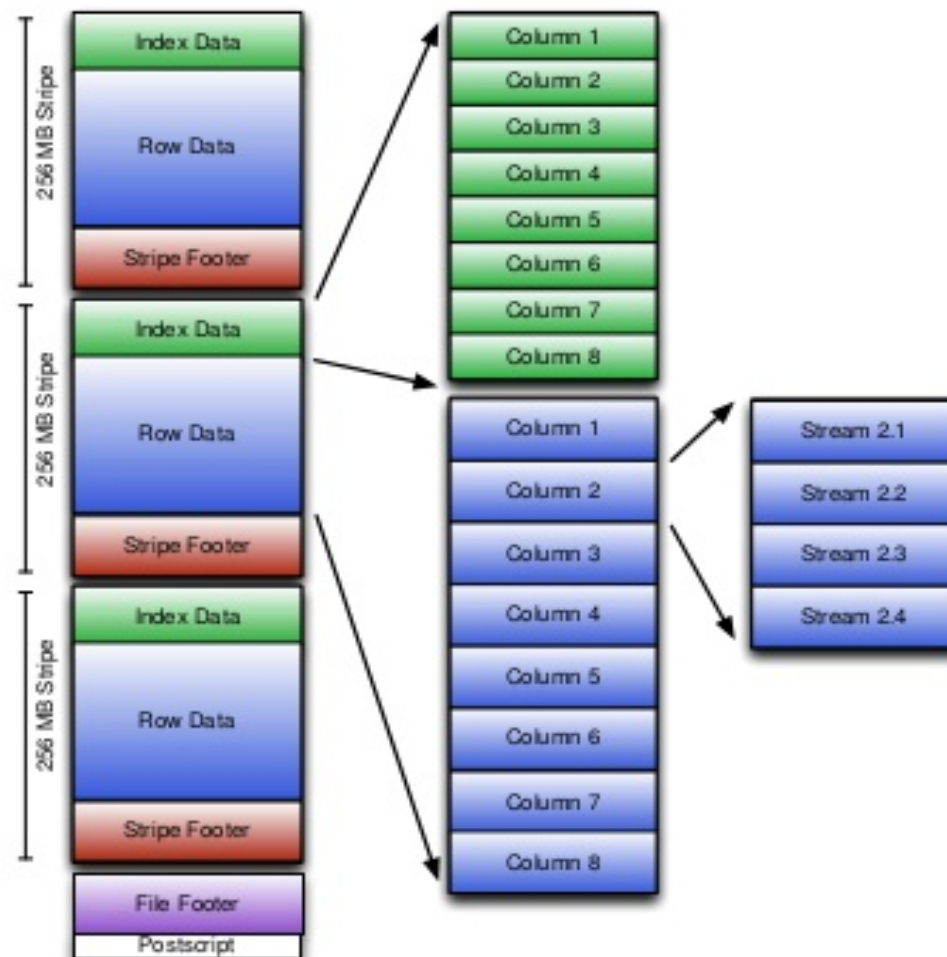 256 MB Stripe
Index Data
Row Data
Stripe Footer
256 MB Stripe
Index Data
Row Data
Stripe Footer
256 MB Stripe
Index Data
Row Data
Stripe Footer
File Footer
Postscript
Column 1
Column 2
Column 3
Column 4
Column 5
Column 6
Column 7
Column 8
Column 1
Column 2
Column 3
Column 4
Column 5
Column 6
Column 7
Column 8
Stream 2.1
Stream 2.2
Stream 2.3
Stream 2.4